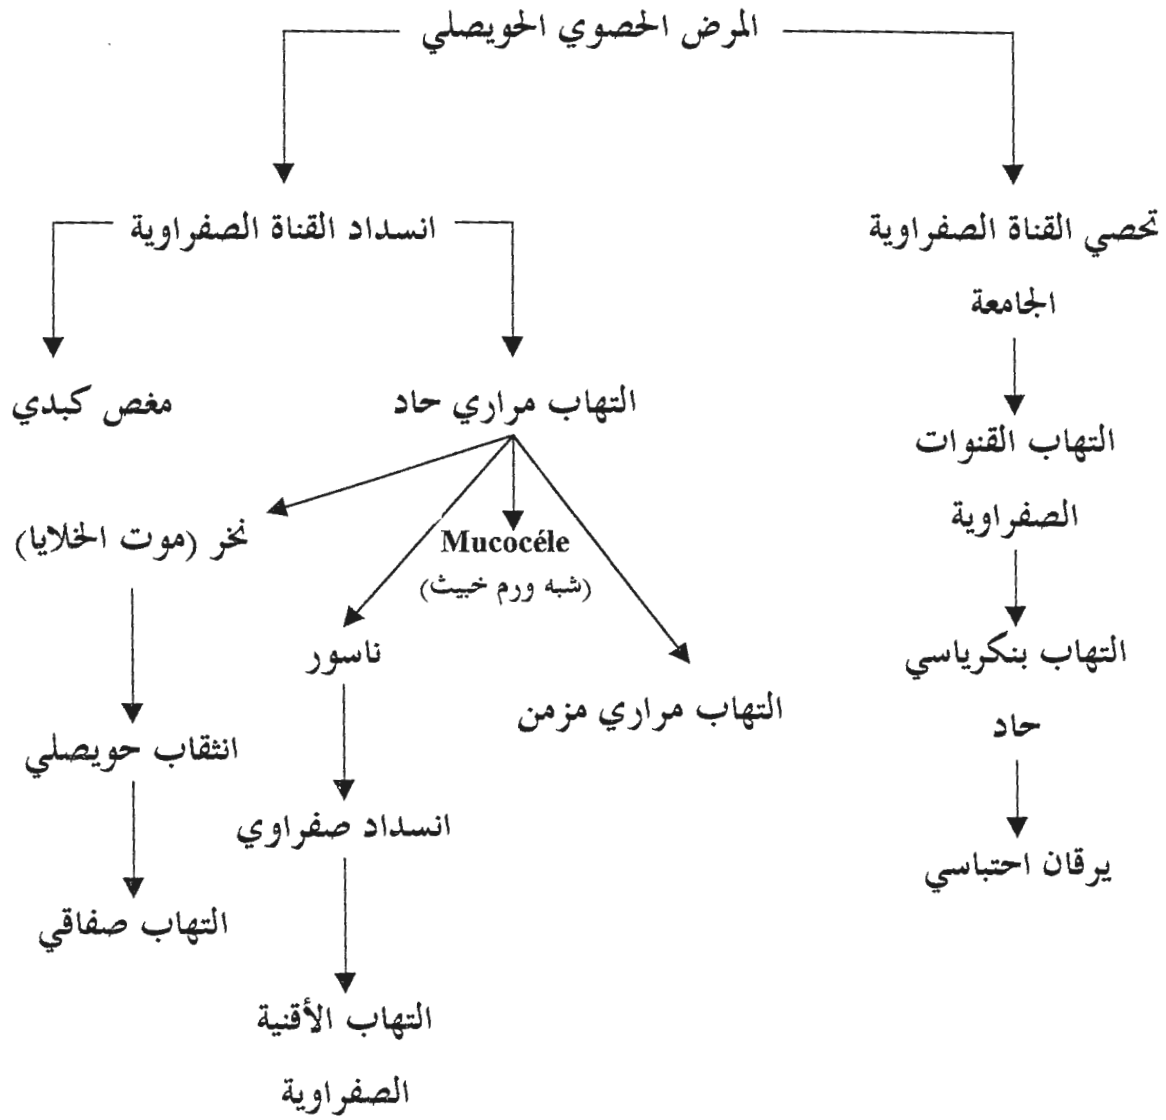 المرض الحصوي الحويصلي
تحصي القناة الصفراوية
الجامعة
انسداد القناة الصفراوية
التهاب مراري حاد
مغص كبدي
التهاب القنوات
الصفراوية
نخر (موت الخلايا)
Mucocéle
(شبه ورم خبيث)
ناسور
التهاب مراري مزمن
التهاب بنكرياسي
حاد
انثقاب حويصلي
انسداد صفراوي
يرقان احتباسي
التهاب صفاقي
التهاب الأقنية
الصفراوية